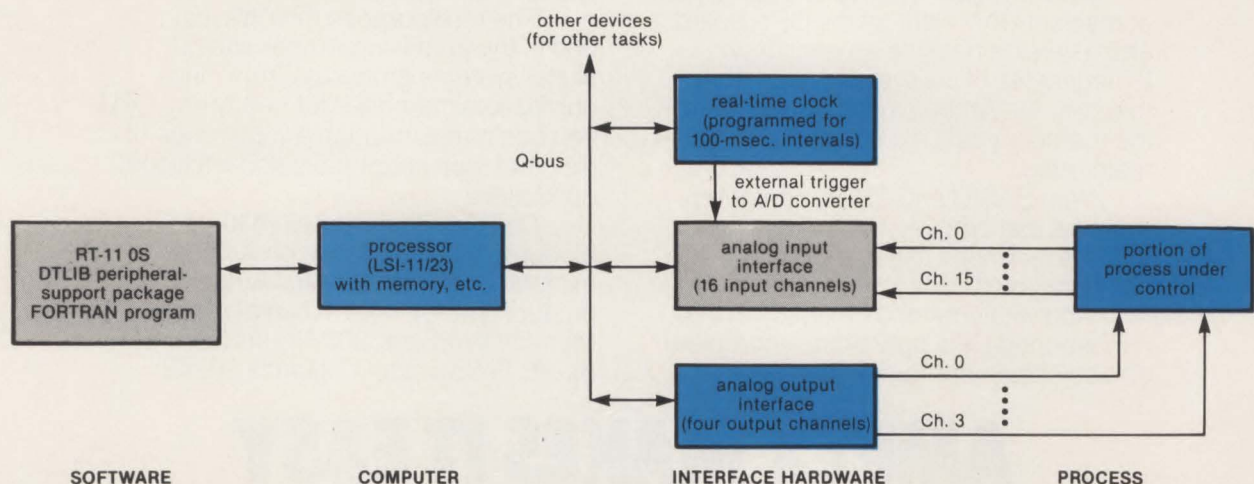 other devices
(for other tasks)
real-time clock
(programmed for
100-msec. intervals)
Q-bus
external trigger
to A/D converter
RT-11 0S
DTLIB peripheral-
support package
FORTRAN program
processor
(LSI-11/23)
with memory, etc.
analog input
interface
(16 input channels)
Ch. 0
Ch. 15
portion of
process under
control
analog output
interface
(four output channels)
Ch. 0
Ch. 3
SOFTWARE
COMPUTER
INTERFACE HARDWARE
PROCESS